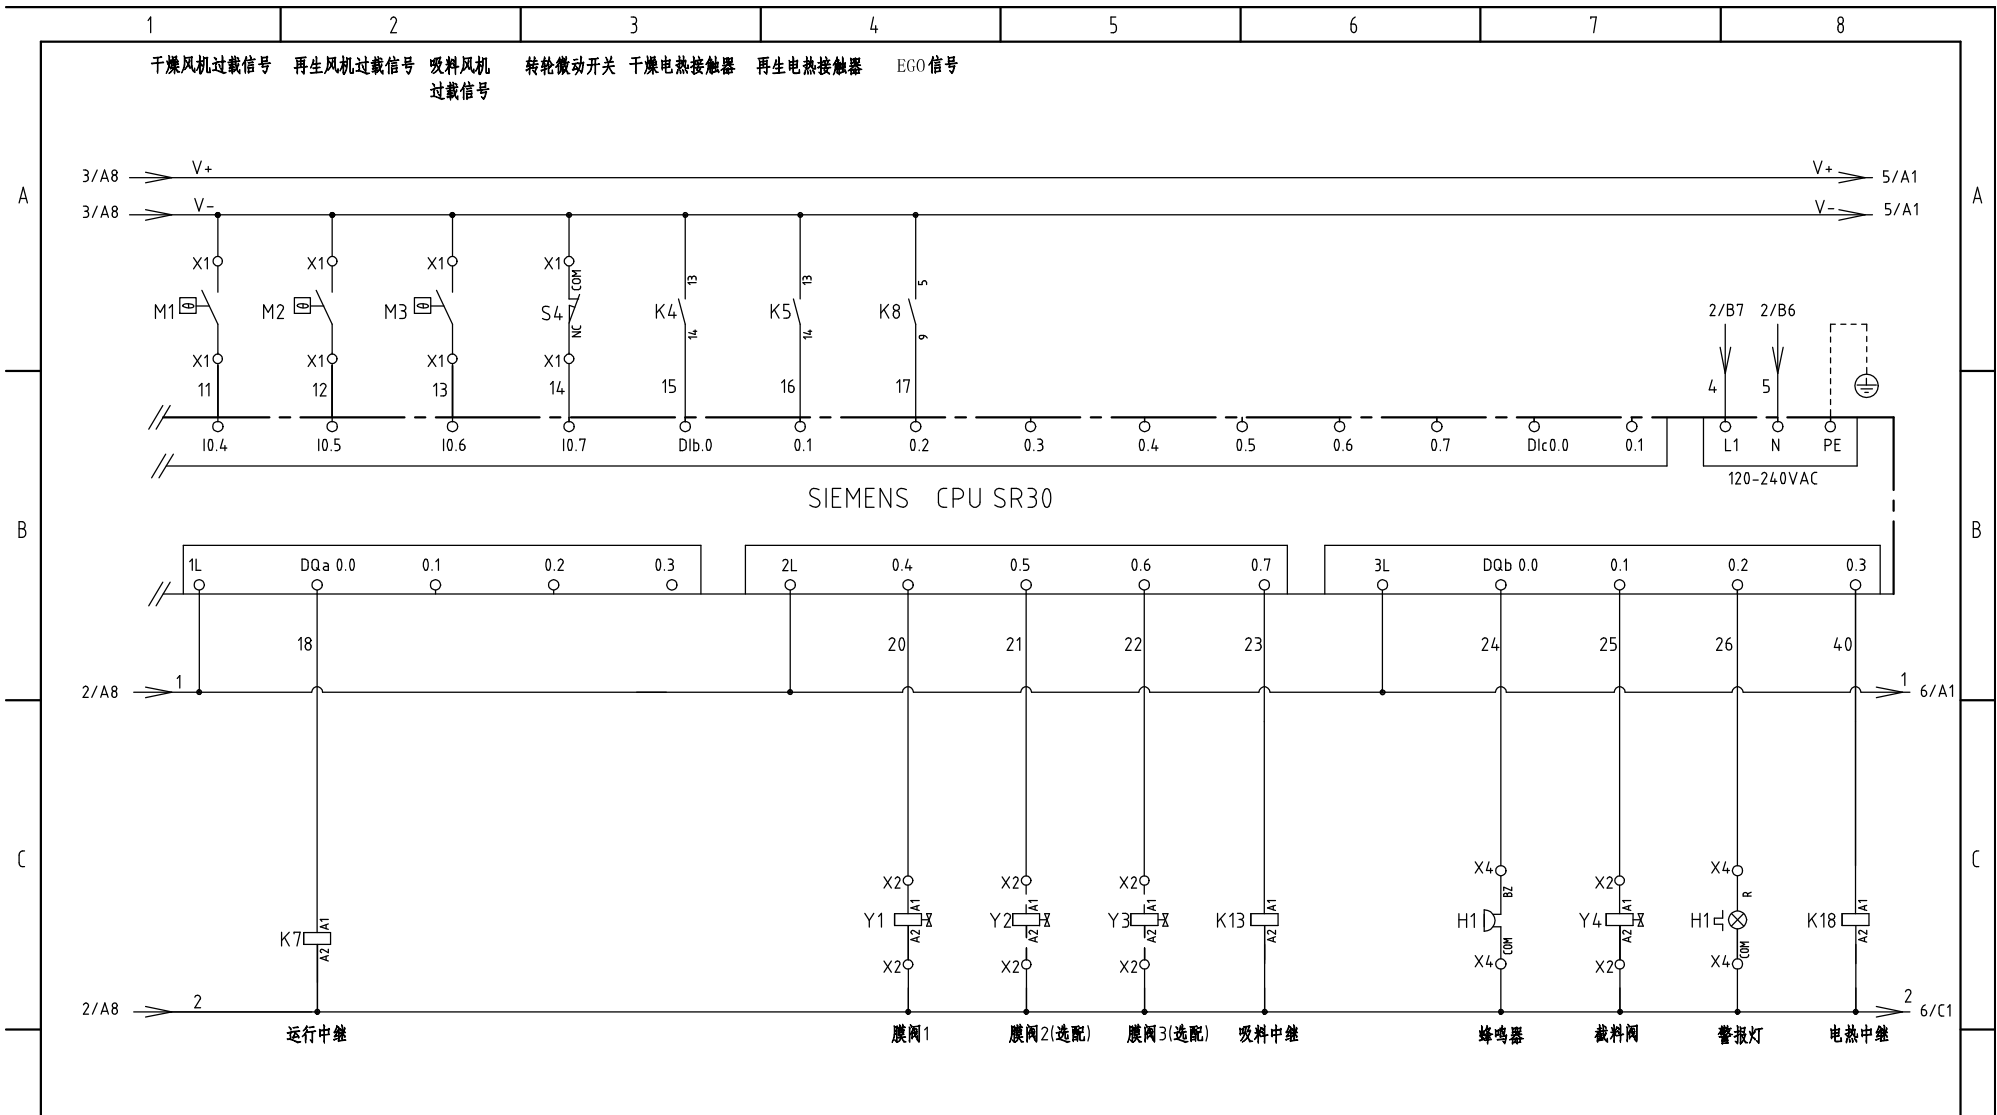 1 2 3 4 5 6 7 8
干燥风机过载信号 再生风机过载信号 吸料风机 转轮微动开关 干燥电热接触器 再生电热接触器 EGO信号
过载信号
3/A8 V+ V+ 5/A1
A A
3/A8 V- V- 5/A1
X1 X1 X1 X1 COM 13 13 5
M1 M2 M3 S4 K4 K5 K8 2/B7 2/B6
NC 14 14 9
X1 X1 X1 X1
11 12 13 14 15 16 17 4 5
I0.4 I0.5 I0.6 I0.7 DIb.0 0.1 0.2 0.3 0.4 0.5 0.6 0.7 DIc0.0 0.1 L1 N PE
120-240VAC
SIEMENS CPU SR30
B B
1L DQa 0.0 0.1 0.2 0.3 2L 0.4 0.5 0.6 0.7 3L DQb 0.0 0.1 0.2 0.3
18 20 21 22 23 24 25 26 40
2/A8 1 1 6/A1
C C
X2 X2 X2 X4 X2 X4
A1 A1 A1 A1 A1 BZ A1 R A1
K7 Y1 Y2 Y3 K13 H1 Y4 H1 K18
A2 A2 A2 A2 A2 COM A2 COM A2
X2 X2 X2 X4 X2 X4
2/A8 2 2 6/C1
运行中继 膜阀1 膜阀2(选配) 膜阀3(选配) 吸料中继 蜂鸣器 截料阀 警报灯 电热中继